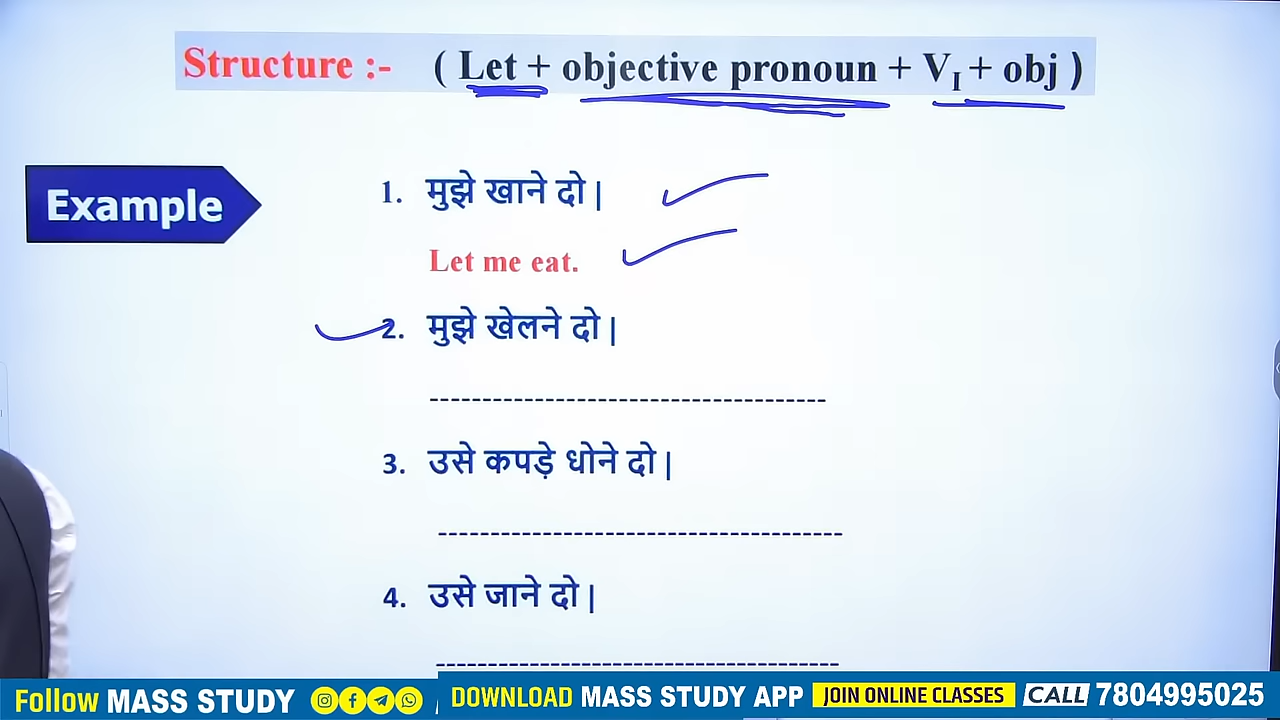 Structure :- ( Let + objective pronoun + VI + obj )
Example
1. मुझे खाने दो |
Let me eat.
2. मुझे खेलने दो |
-------------------------------------
3. उसे कपड़े धोने दो |
--------------------------------------
4. उसे जाने दो |
--------------------------------------
Follow MASS STUDY DOWNLOAD MASS STUDY APP JOIN ONLINE CLASSES CALL 7804995025